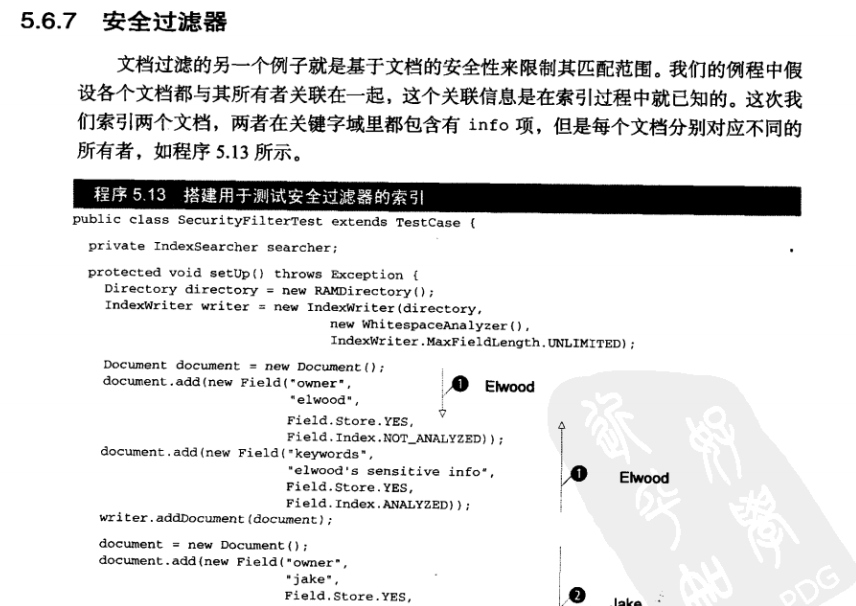 5.6.7 安全过滤器
文档过滤的另一个例子就是基于文档的安全性来限制其匹配范围。我们的例程中假
设各个文档都与其所有者关联在一起，这个关联信息是在索引过程中就已知的。这次我
们索引两个文档，两者在关键字域里都包含有 info 项，但是每个文档分别对应不同的
所有者，如程序 5.13 所示。
程序 5.13 搭建用于测试安全过滤器的索引
public class SecurityFilterTest extends TestCase {
private IndexSearcher searcher;
protected void setUp() throws Exception {
Directory directory = new RAMDirectory();
IndexWriter writer = new IndexWriter(directory,
new WhitespaceAnalyzer(),
IndexWriter.MaxFieldLength.UNLIMITED);
Document document = new Document();
document.add(new Field("owner", ❶ Elwood
"elwood",
Field.Store.YES,
Field.Index.NOT_ANALYZED));
document.add(new Field("keywords",
"elwood's sensitive info", ❶ Elwood
Field.Store.YES,
Field.Index.ANALYZED));
writer.addDocument(document);
document = new Document();
document.add(new Field("owner",
"jake",
Field.Store.YES, ❷ Jake
PDG